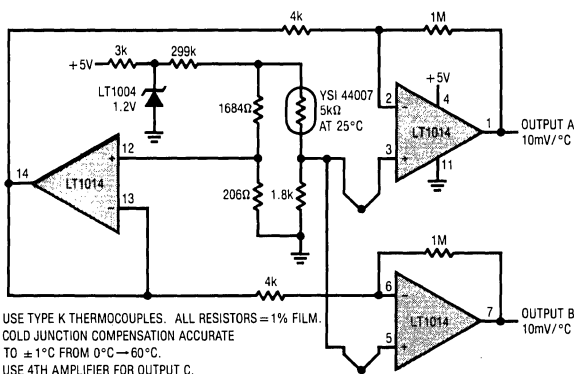 4k
1M
3k
299k
+5V
LT1004
1.2V
1684Ω
YSI 44007
5kΩ
AT 25°C
+5V
2
4
−
LT1014
1
OUTPUT A
10mV/°C
3
+
11
14
LT1014
12
+
13
−
206Ω
1.8k
1M
4k
6
−
LT1014
7
OUTPUT B
10mV/°C
5
+
USE TYPE K THERMOCOUPLES. ALL RESISTORS = 1% FILM.
COLD JUNCTION COMPENSATION ACCURATE
TO ±1°C FROM 0°C → 60°C.
USE 4TH AMPLIFIER FOR OUTPUT C.